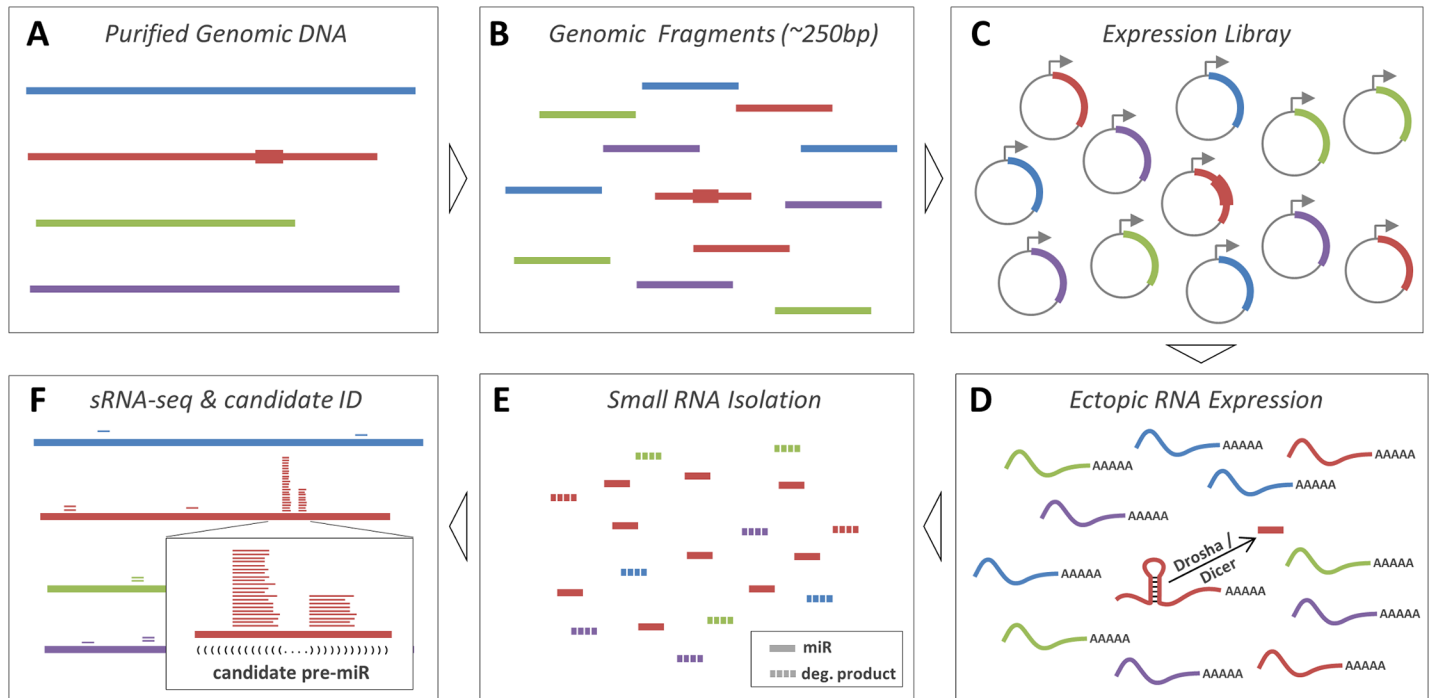 A Purified Genomic DNA
B Genomic Fragments (~250bp)
C Expression Libray
D Ectopic RNA Expression
AAAAA
AAAAA
AAAAA
AAAAA
AAAAA
Drosha /
Dicer
AAAAA
AAAAA
AAAAA
AAAAA
AAAAA
AAAAA
AAAAA
E Small RNA Isolation
miR
deg. product
F sRNA-seq & candidate ID
((((((((((((....))))))))))))
candidate pre-miR